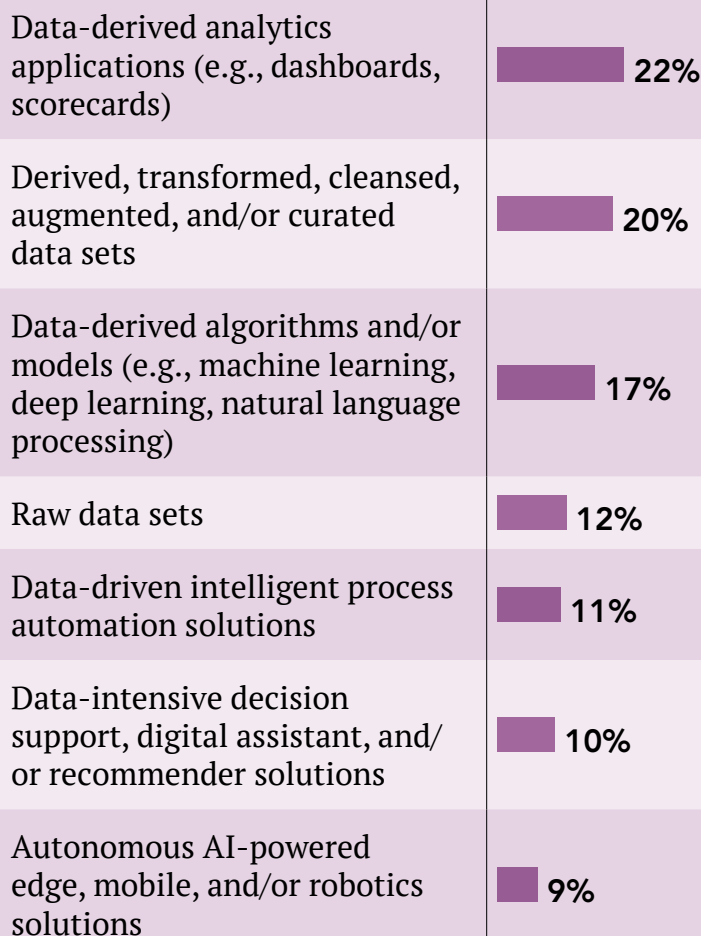 Data-derived analytics
applications (e.g., dashboards,
scorecards)
22%
Derived, transformed, cleansed,
augmented, and/or curated
data sets
20%
Data-derived algorithms and/or
models (e.g., machine learning,
deep learning, natural language
processing)
17%
Raw data sets
12%
Data-driven intelligent process
automation solutions
11%
Data-intensive decision
support, digital assistant, and/
or recommender solutions
10%
Autonomous AI-powered
edge, mobile, and/or robotics
solutions
9%